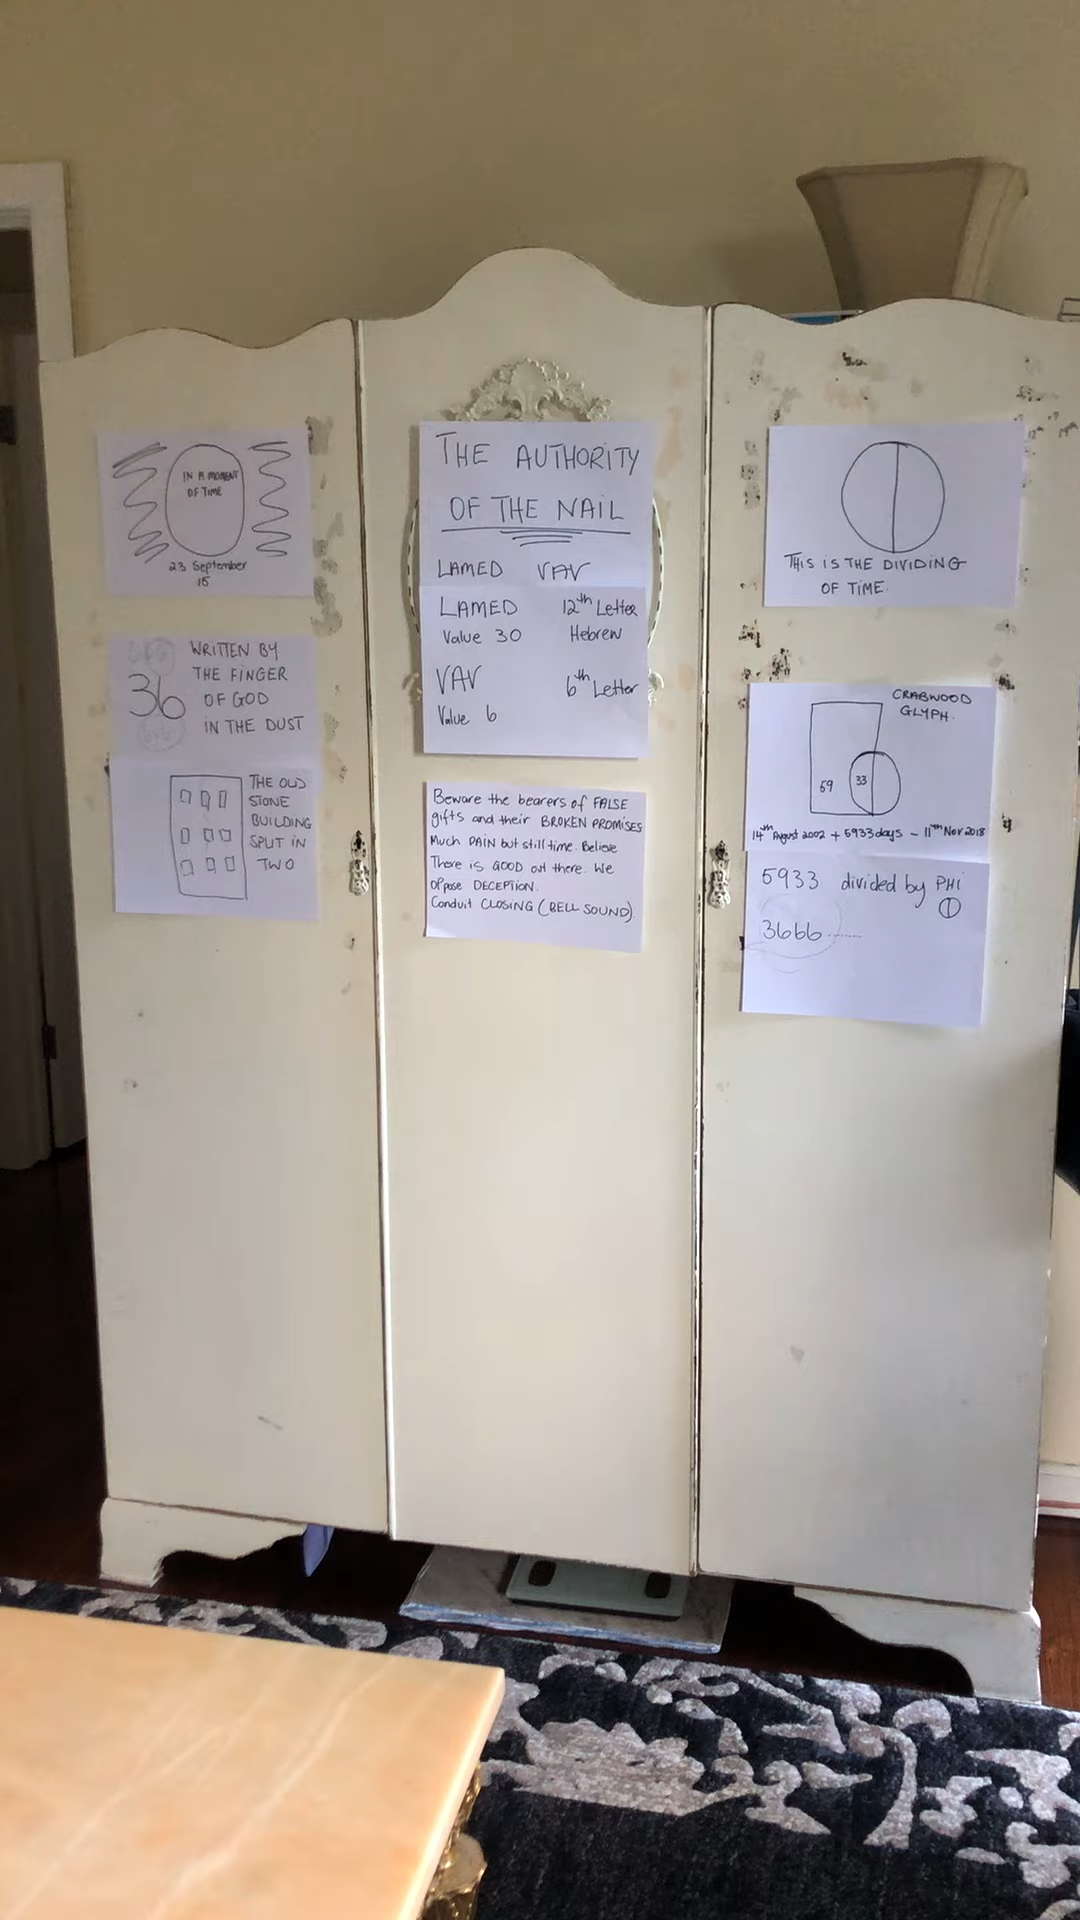 IN A MOMENT
OF TIME
23 September
15
36
WRITTEN BY
THE FINGER
OF GOD
IN THE DUST
THE OLD
STONE
BUILDING
SPLIT IN
TWO
THE AUTHORITY
OF THE NAIL
LAMED VAV
LAMED 12th Letter
Value 30 Hebrew
VAV 6th Letter
Value 6
Beware the bearers of FALSE
gifts and their BROKEN PROMISES
Much PAIN but still time. Believe
There is GOOD out there. We
oppose DECEPTION.
Conduit CLOSING (BELL SOUND)
THIS IS THE DIVIDING
OF TIME.
CRABWOOD
GLYPH.
59 33
14th August 2002 + 5933 days - 11th Nov 2018
5933 divided by PHI
3666........